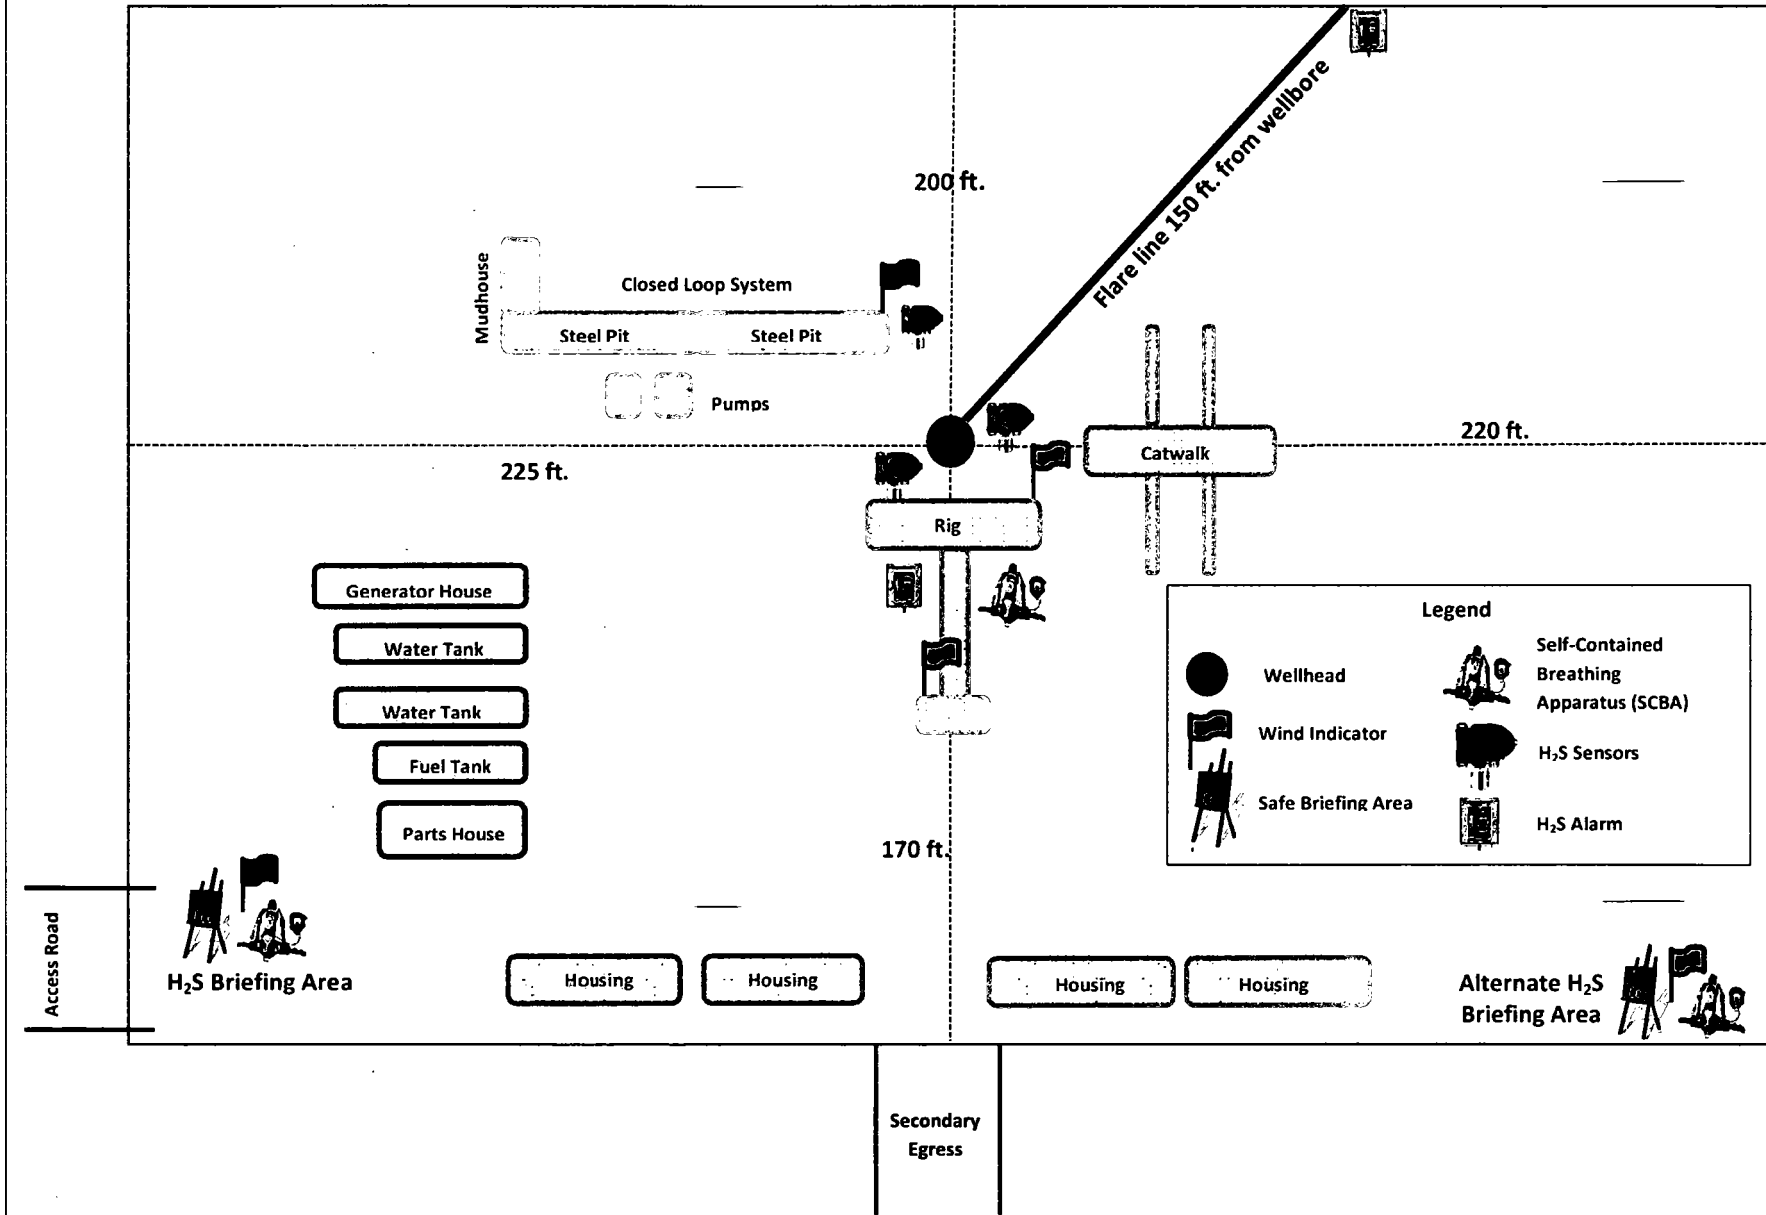 200 ft.
Flare line 150 ft. from wellbore
Mudhouse
Closed Loop System
Steel Pit
Steel Pit
Pumps
225 ft.
220 ft.
Catwalk
Rig
Generator House
Water Tank
Water Tank
Fuel Tank
Parts House
170 ft.
Legend
Wellhead
Wind Indicator
Safe Briefing Area
Self-Contained
Breathing
Apparatus (SCBA)
H₂S Sensors
H₂S Alarm
Access Road
H₂S Briefing Area
Housing
Housing
Housing
Housing
Alternate H₂S
Briefing Area
Secondary
Egress